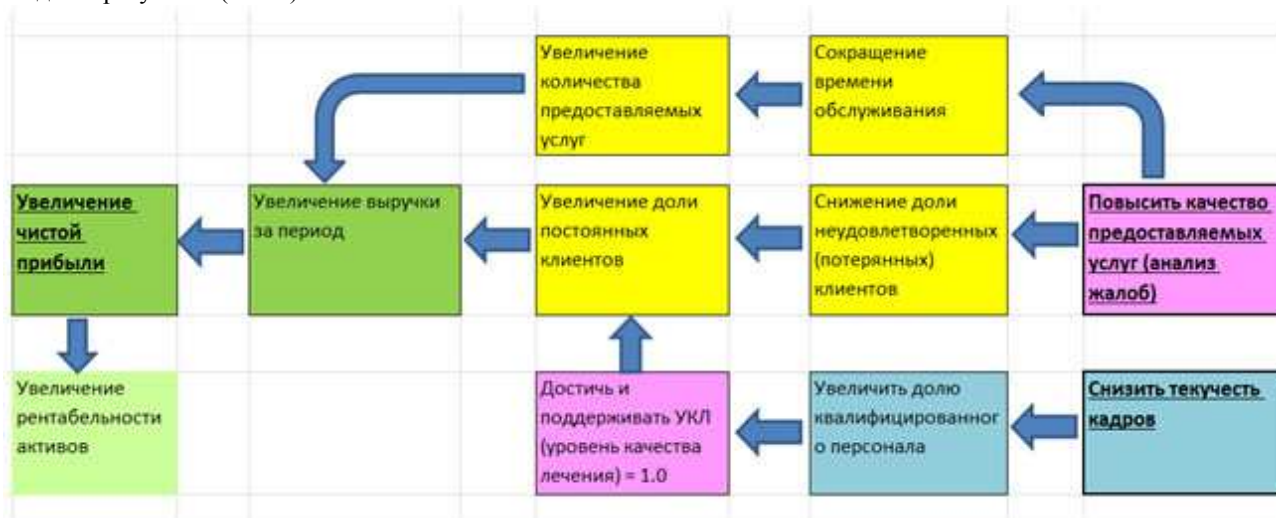 Увеличение
количества
предоставляемых
услуг
Сокращение
времени
обслуживания
Увеличение
чистой
прибыли
Увеличение выручки
за период
Увеличение доли
постоянных
клиентов
Снижение доли
неудовлетворенных
(потерянных)
клиентов
Повысить качество
предоставляемых
услуг (анализ
жалоб)
Увеличение
рентабельности
активов
Достичь и
поддерживать УКЛ
(уровень качества
лечения) = 1.0
Увеличить долю
квалифицированног
о персонала
Снизить текучесть
кадров